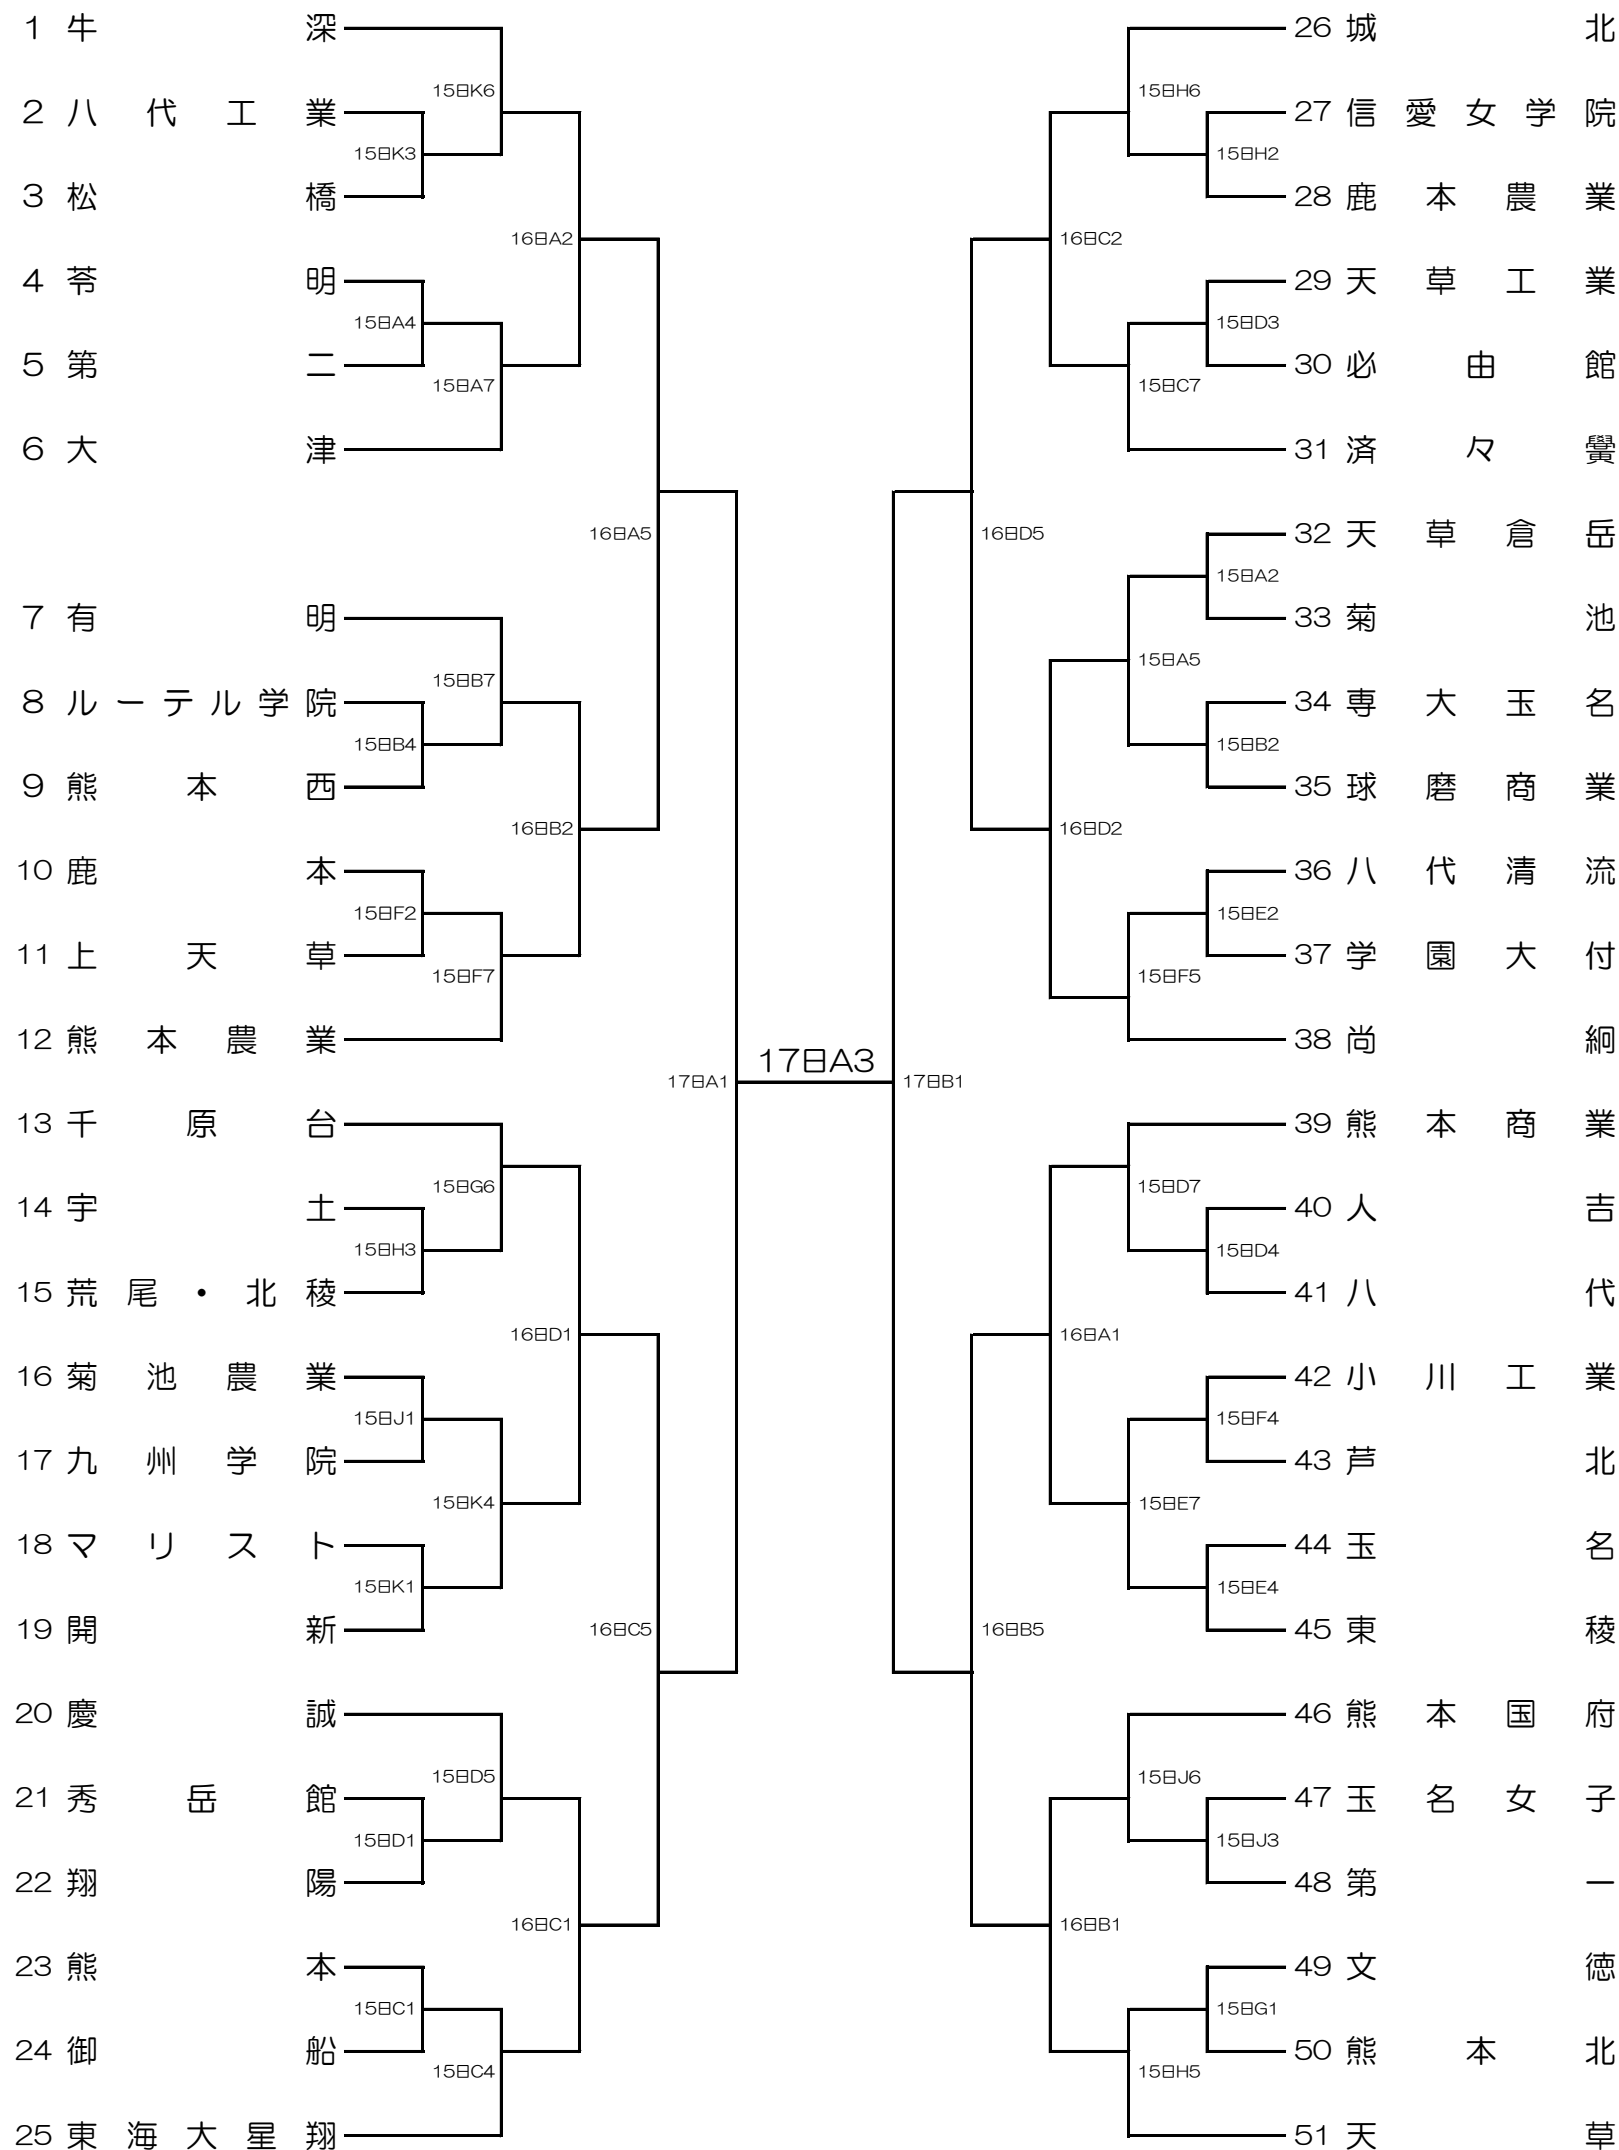 1 牛深
15日K6
2 八代工業
15日K3
3 松橋
16日A2
4 苓明
15日A4
5 第二
15日A7
6 大津
16日A5
7 有明
15日B7
8 ルーテル学院
15日B4
9 熊本西
16日B2
10 鹿本
15日F2
11 上天草
15日F7
12 熊本農業
17日A1
13 千原台
15日G6
14 宇土
15日H3
15 荒尾・北稜
16日D1
16 菊池農業
15日J1
17 九州学院
15日K4
18 マリスト
15日K1
19 開新
16日C5
20 慶誠
15日D5
21 秀岳館
15日D1
22 翔陽
16日C1
23 熊本
15日C1
24 御船
15日C4
25 東海大星翔
17日A3
26 城北
15日H6
27 信愛女学院
15日H2
28 鹿本農業
16日C2
29 天草工業
15日D3
30 必由館
15日C7
31 済々黌
16日D5
32 天草倉岳
15日A2
33 菊池
15日A5
34 専大玉名
15日B2
35 球磨商業
16日D2
36 八代清流
15日E2
37 学園大付
15日F5
38 尚絅
17日B1
39 熊本商業
15日D7
40 人吉
15日D4
41 八代
16日A1
42 小川工業
15日F4
43 芦北
15日E7
44 玉名
15日E4
45 東稜
16日B5
46 熊本国府
15日J6
47 玉名女子
15日J3
48 第一
16日B1
49 文徳
15日G1
50 熊本北
15日H5
51 天草